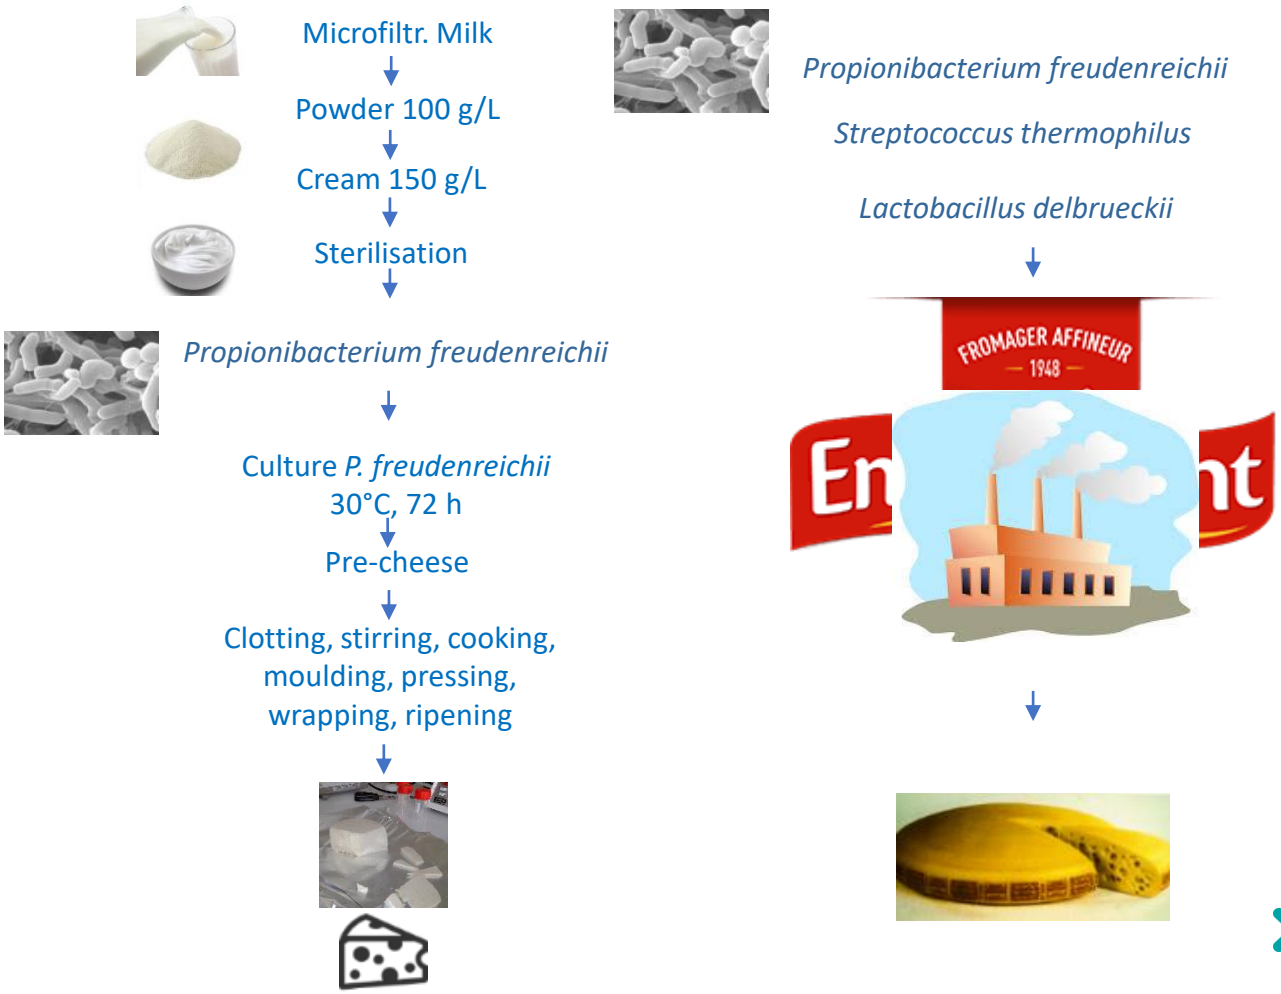 Microfiltr. Milk
Powder 100 g/L
Cream 150 g/L
Sterilisation
Propionibacterium freudenreichii
Culture P. freudenreichii
30°C, 72 h
Pre-cheese
Clotting, stirring, cooking,
moulding, pressing,
wrapping, ripening
Propionibacterium freudenreichii
Streptococcus thermophilus
Lactobacillus delbrueckii
FROMAGER AFFINEUR
1948
En
nt